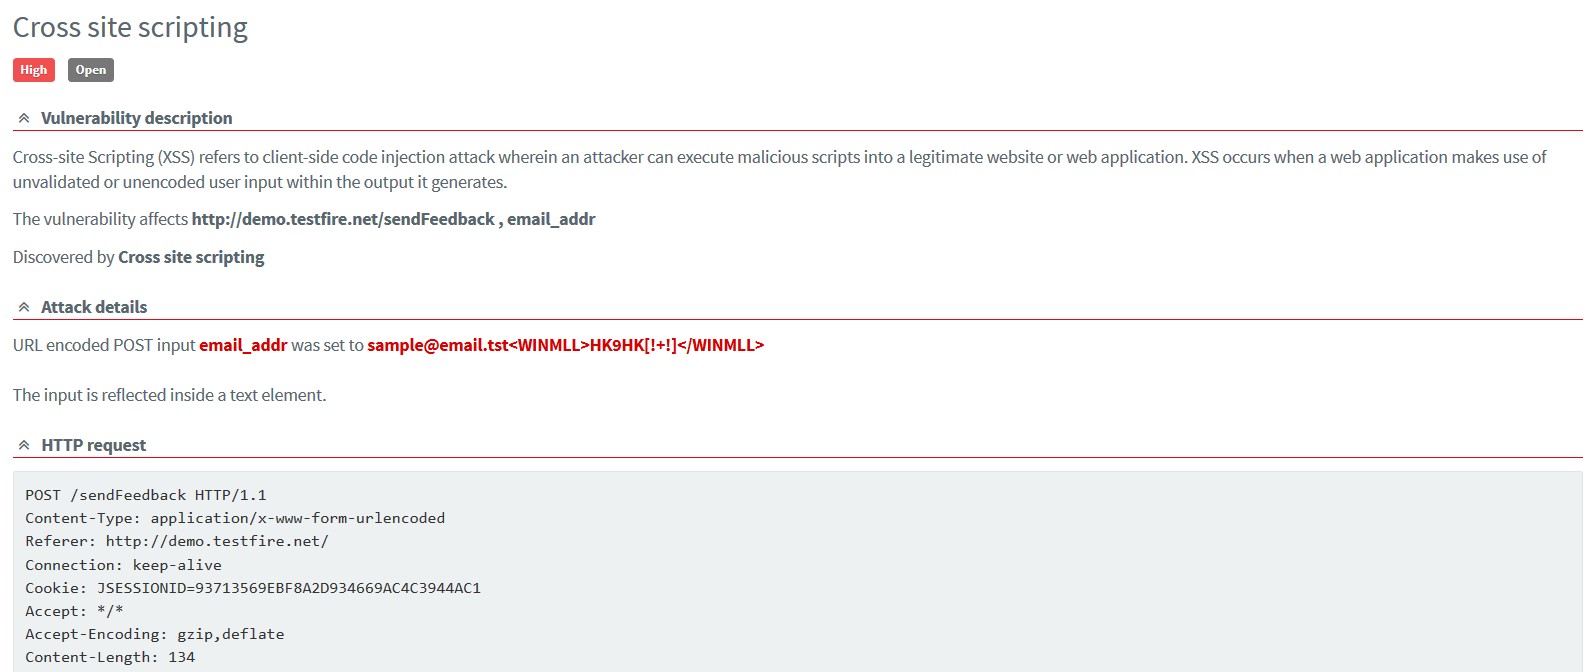 Cross site scripting
High Open
Vulnerability description
Cross-site Scripting (XSS) refers to client-side code injection attack wherein an attacker can execute malicious scripts into a legitimate website or web application. XSS occurs when a web application makes use of
unvalidated or unencoded user input within the output it generates.
The vulnerability affects http://demo.testfire.net/sendFeedback , email_addr
Discovered by Cross site scripting
Attack details
URL encoded POST input email_addr was set to sample@email.tst<WINMLL>HK9HK[!+!]</WINMLL>
The input is reflected inside a text element.
HTTP request
POST /sendFeedback HTTP/1.1
Content-Type: application/x-www-form-urlencoded
Referer: http://demo.testfire.net/
Connection: keep-alive
Cookie: JSESSIONID=93713569EBF8A2D934669AC4C3944AC1
Accept: */*
Accept-Encoding: gzip,deflate
Content-Length: 134